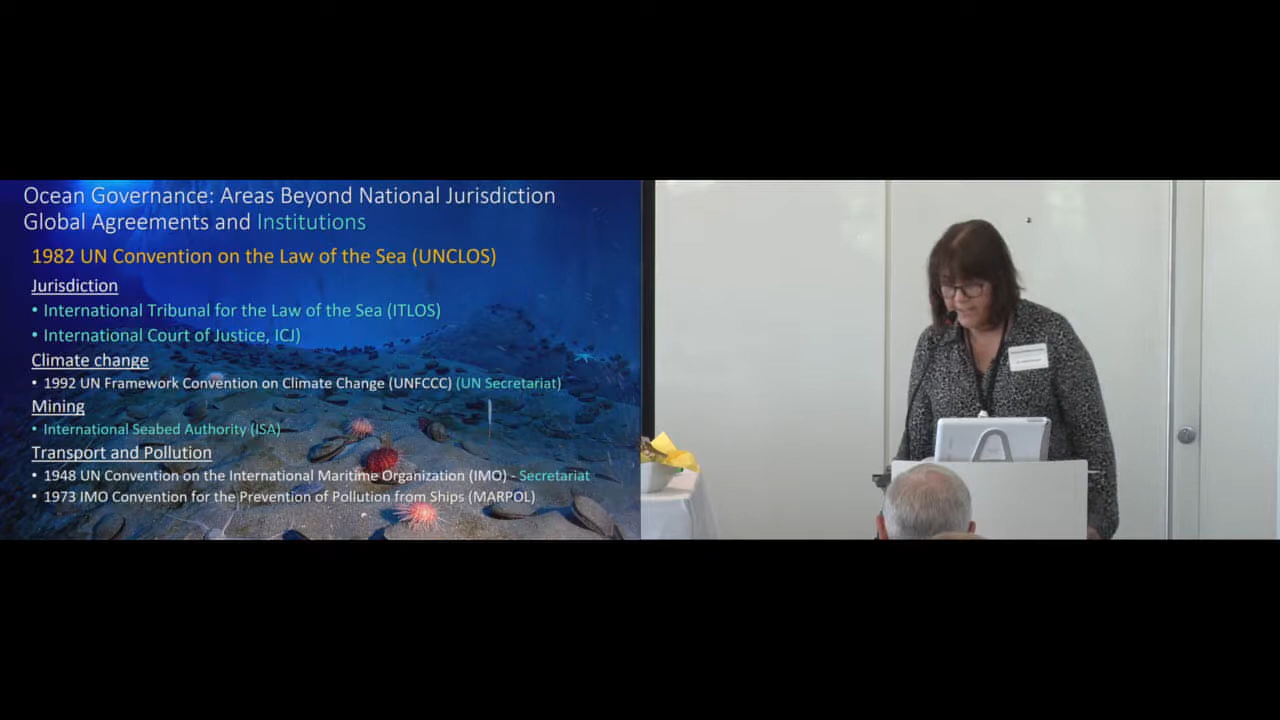 Ocean Governance: Areas Beyond National Jurisdiction
Global Agreements and Institutions
1982 UN Convention on the Law of the Sea (UNCLOS)
Jurisdiction
• International Tribunal for the Law of the Sea (ITLOS)
• International Court of Justice, ICJ)
Climate change
• 1992 UN Framework Convention on Climate Change (UNFCCC) (UN Secretariat)
Mining
• International Seabed Authority (ISA)
Transport and Pollution
• 1948 UN Convention on the International Maritime Organization (IMO) - Secretariat
• 1973 IMO Convention for the Prevention of Pollution from Ships (MARPOL)